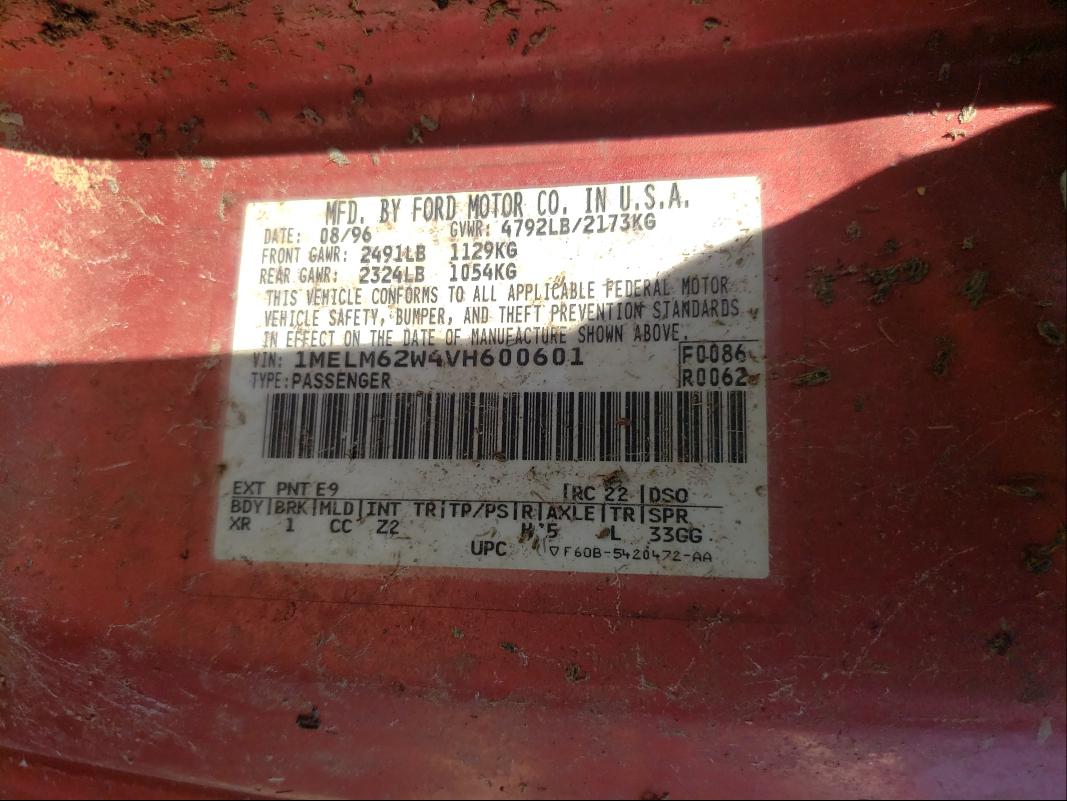 MFD. BY FORD MOTOR CO. IN U.S.A.
DATE: 08/96 GVWR: 4792LB/2173KG
FRONT GAWR: 2491LB 1129KG
REAR GAWR: 2324LB 1054KG
THIS VEHICLE CONFORMS TO ALL APPLICABLE FEDERAL MOTOR
VEHICLE SAFETY, BUMPER, AND THEFT PREVENTION STANDARDS
IN EFFECT ON THE DATE OF MANUFACTURE SHOWN ABOVE.
VIN: 1MELM62W4VH600601 F0086
TYPE: PASSENGER R0062
EXT PNT E9 |RC 22 |DSO
BDY|BRK|MLD|INT TR|TP/PS|R|AXLE|TR|SPR
XR 1 CC Z2 H 5 L 33GG
UPC ▽F60B-5420472-AA